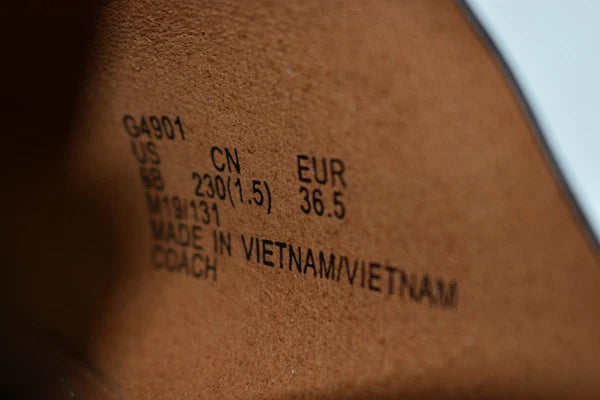 G4901
US CN EUR
6B 230(1.5) 36.5
M19/131
MADE IN VIETNAM/VIETNAM
COACH